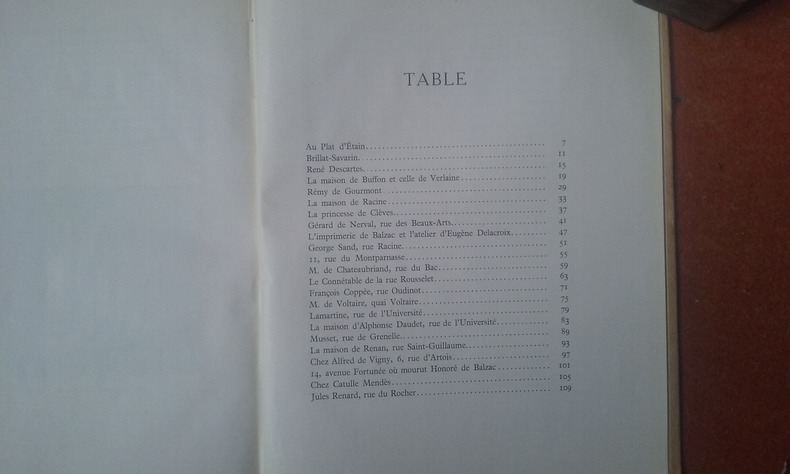 TABLE
Au Plat d'Étain 7
Brillat-Savarin. 11
René Descartes. 15
La maison de Buffon et celle de Verlaine 19
Rémy de Gourmont 29
La maison de Racine 33
La princesse de Clèves. 37
Gérard de Nerval, rue des Beaux-Arts. 41
L'imprimerie de Balzac et l'atelier d'Eugène Delacroix. 47
George Sand, rue Racine. 51
11, rue du Montparnasse 55
M. de Chateaubriand, rue du Bac. 59
Le Connétable de la rue Rousselet. 63
François Coppée, rue Oudinot. 71
M. de Voltaire, quai Voltaire. 75
Lamartine, rue de l'Université 79
La maison d'Alphonse Daudet, rue de l'Université. 83
Musset, rue de Grenelle. 89
La maison de Renan, rue Saint-Guillaume. 93
Chez Alfred de Vigny, 6, rue d'Artois. 97
14, avenue Fortunée où mourut Honoré de Balzac 101
Chez Catulle Mendès. 105
Jules Renard, rue du Rocher 109